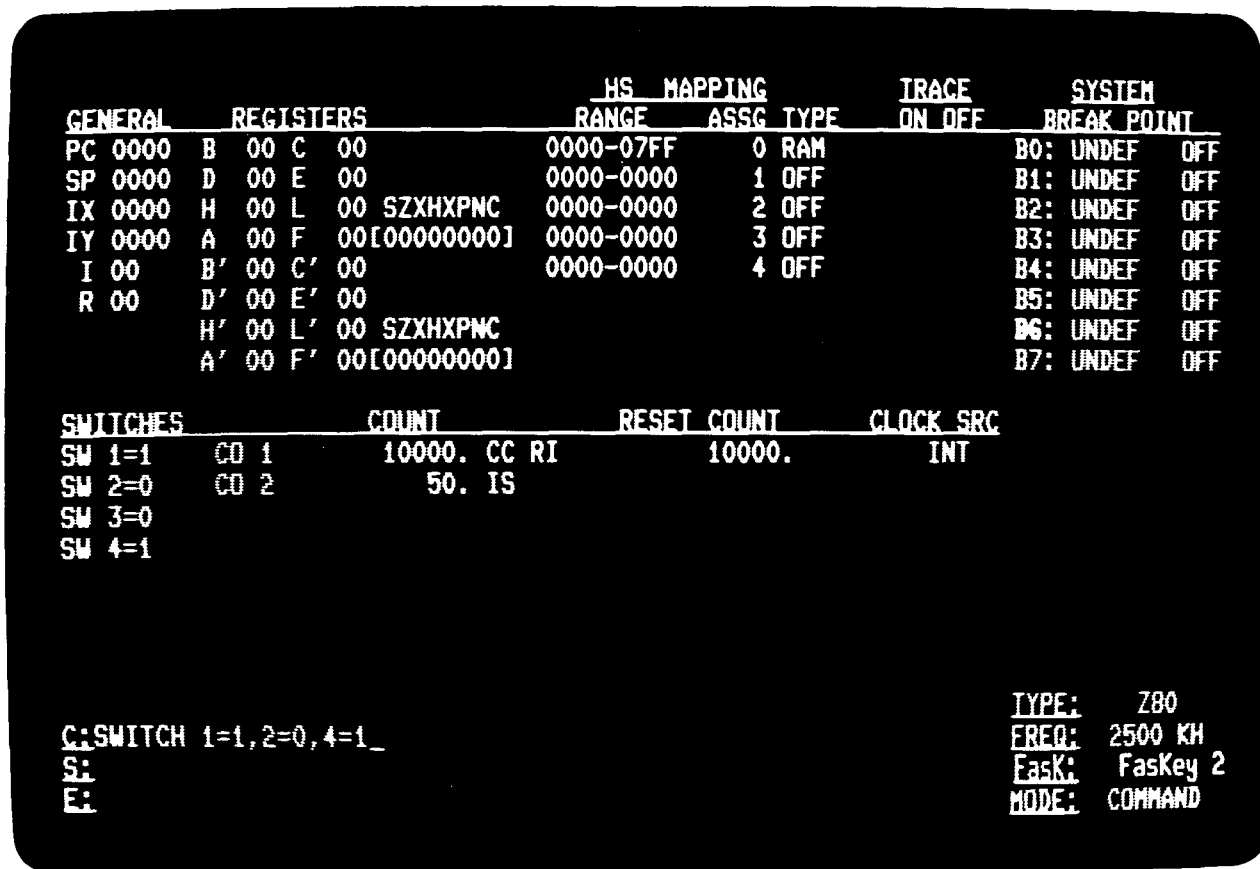 HS MAPPING TRACE SYSTEM
GENERAL REGISTERS RANGE ASSG TYPE ON OFF BREAK POINT
PC 0000 B 00 C 00 0000-07FF 0 RAM B0: UNDEF OFF
SP 0000 D 00 E 00 0000-0000 1 OFF B1: UNDEF OFF
IX 0000 H 00 L 00 SZXHXPNC 0000-0000 2 OFF B2: UNDEF OFF
IY 0000 A 00 F 00[00000000] 0000-0000 3 OFF B3: UNDEF OFF
I 00 B' 00 C' 00 0000-0000 4 OFF B4: UNDEF OFF
R 00 D' 00 E' 00 B5: UNDEF OFF
H' 00 L' 00 SZXHXPNC B6: UNDEF OFF
A' 00 F' 00[00000000] B7: UNDEF OFF
SWITCHES COUNT RESET COUNT CLOCK SRC
SW 1=1 CO 1 10000. CC RI 10000. INT
SW 2=0 CO 2 50. IS
SW 3=0
SW 4=1
TYPE: Z80
C:SWITCH 1=1,2=0,4=1_ FREQ: 2500 KH
S: FasK: FasKey 2
E: MODE: COMMAND